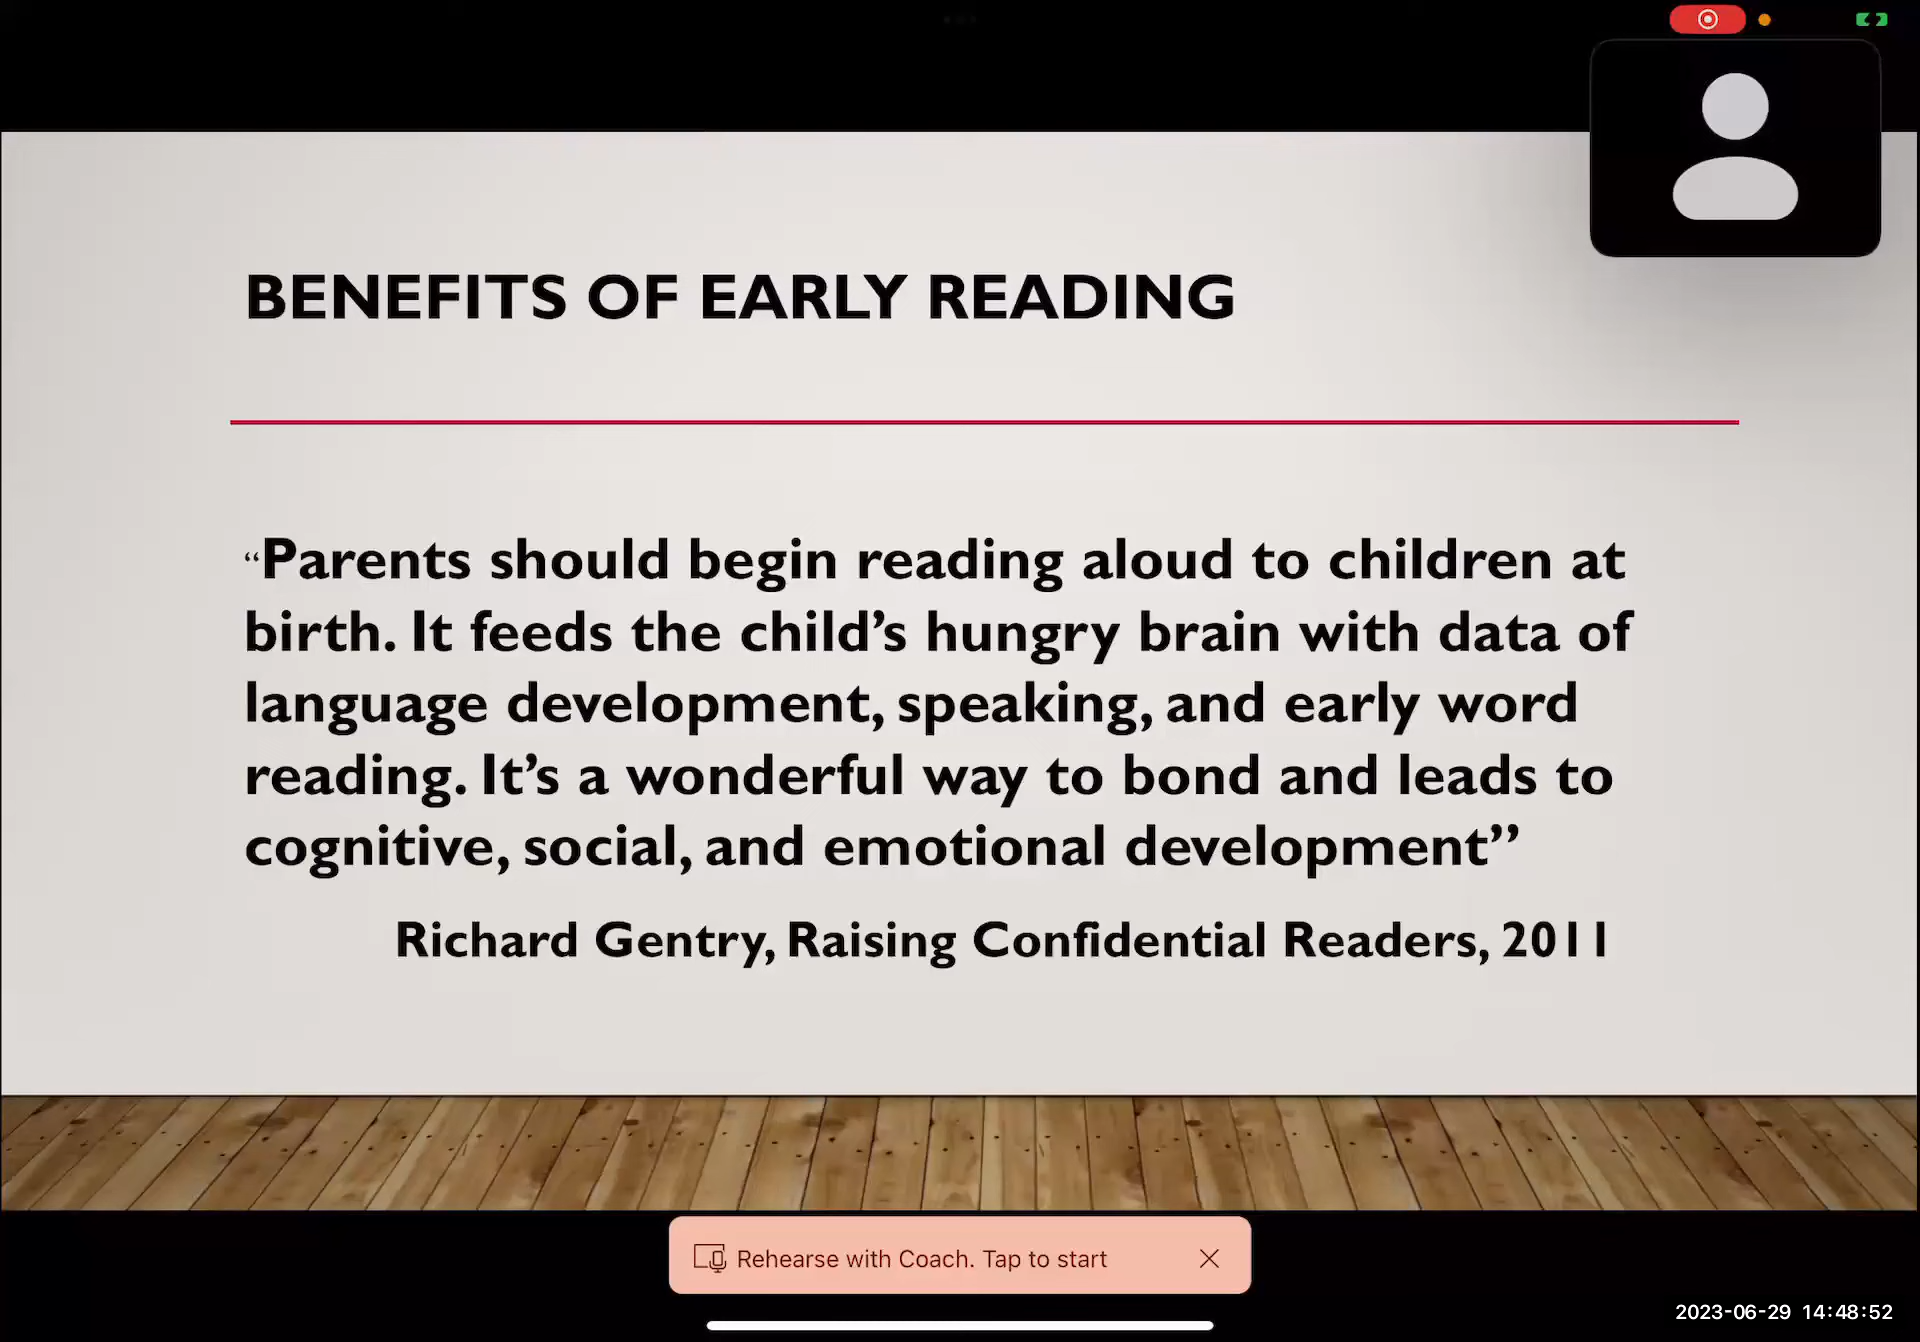 BENEFITS OF EARLY READING
“Parents should begin reading aloud to children at
birth. It feeds the child’s hungry brain with data of
language development, speaking, and early word
reading. It’s a wonderful way to bond and leads to
cognitive, social, and emotional development”
Richard Gentry, Raising Confidential Readers, 2011
Rehearse with Coach. Tap to start
2023-06-29 14:48:52